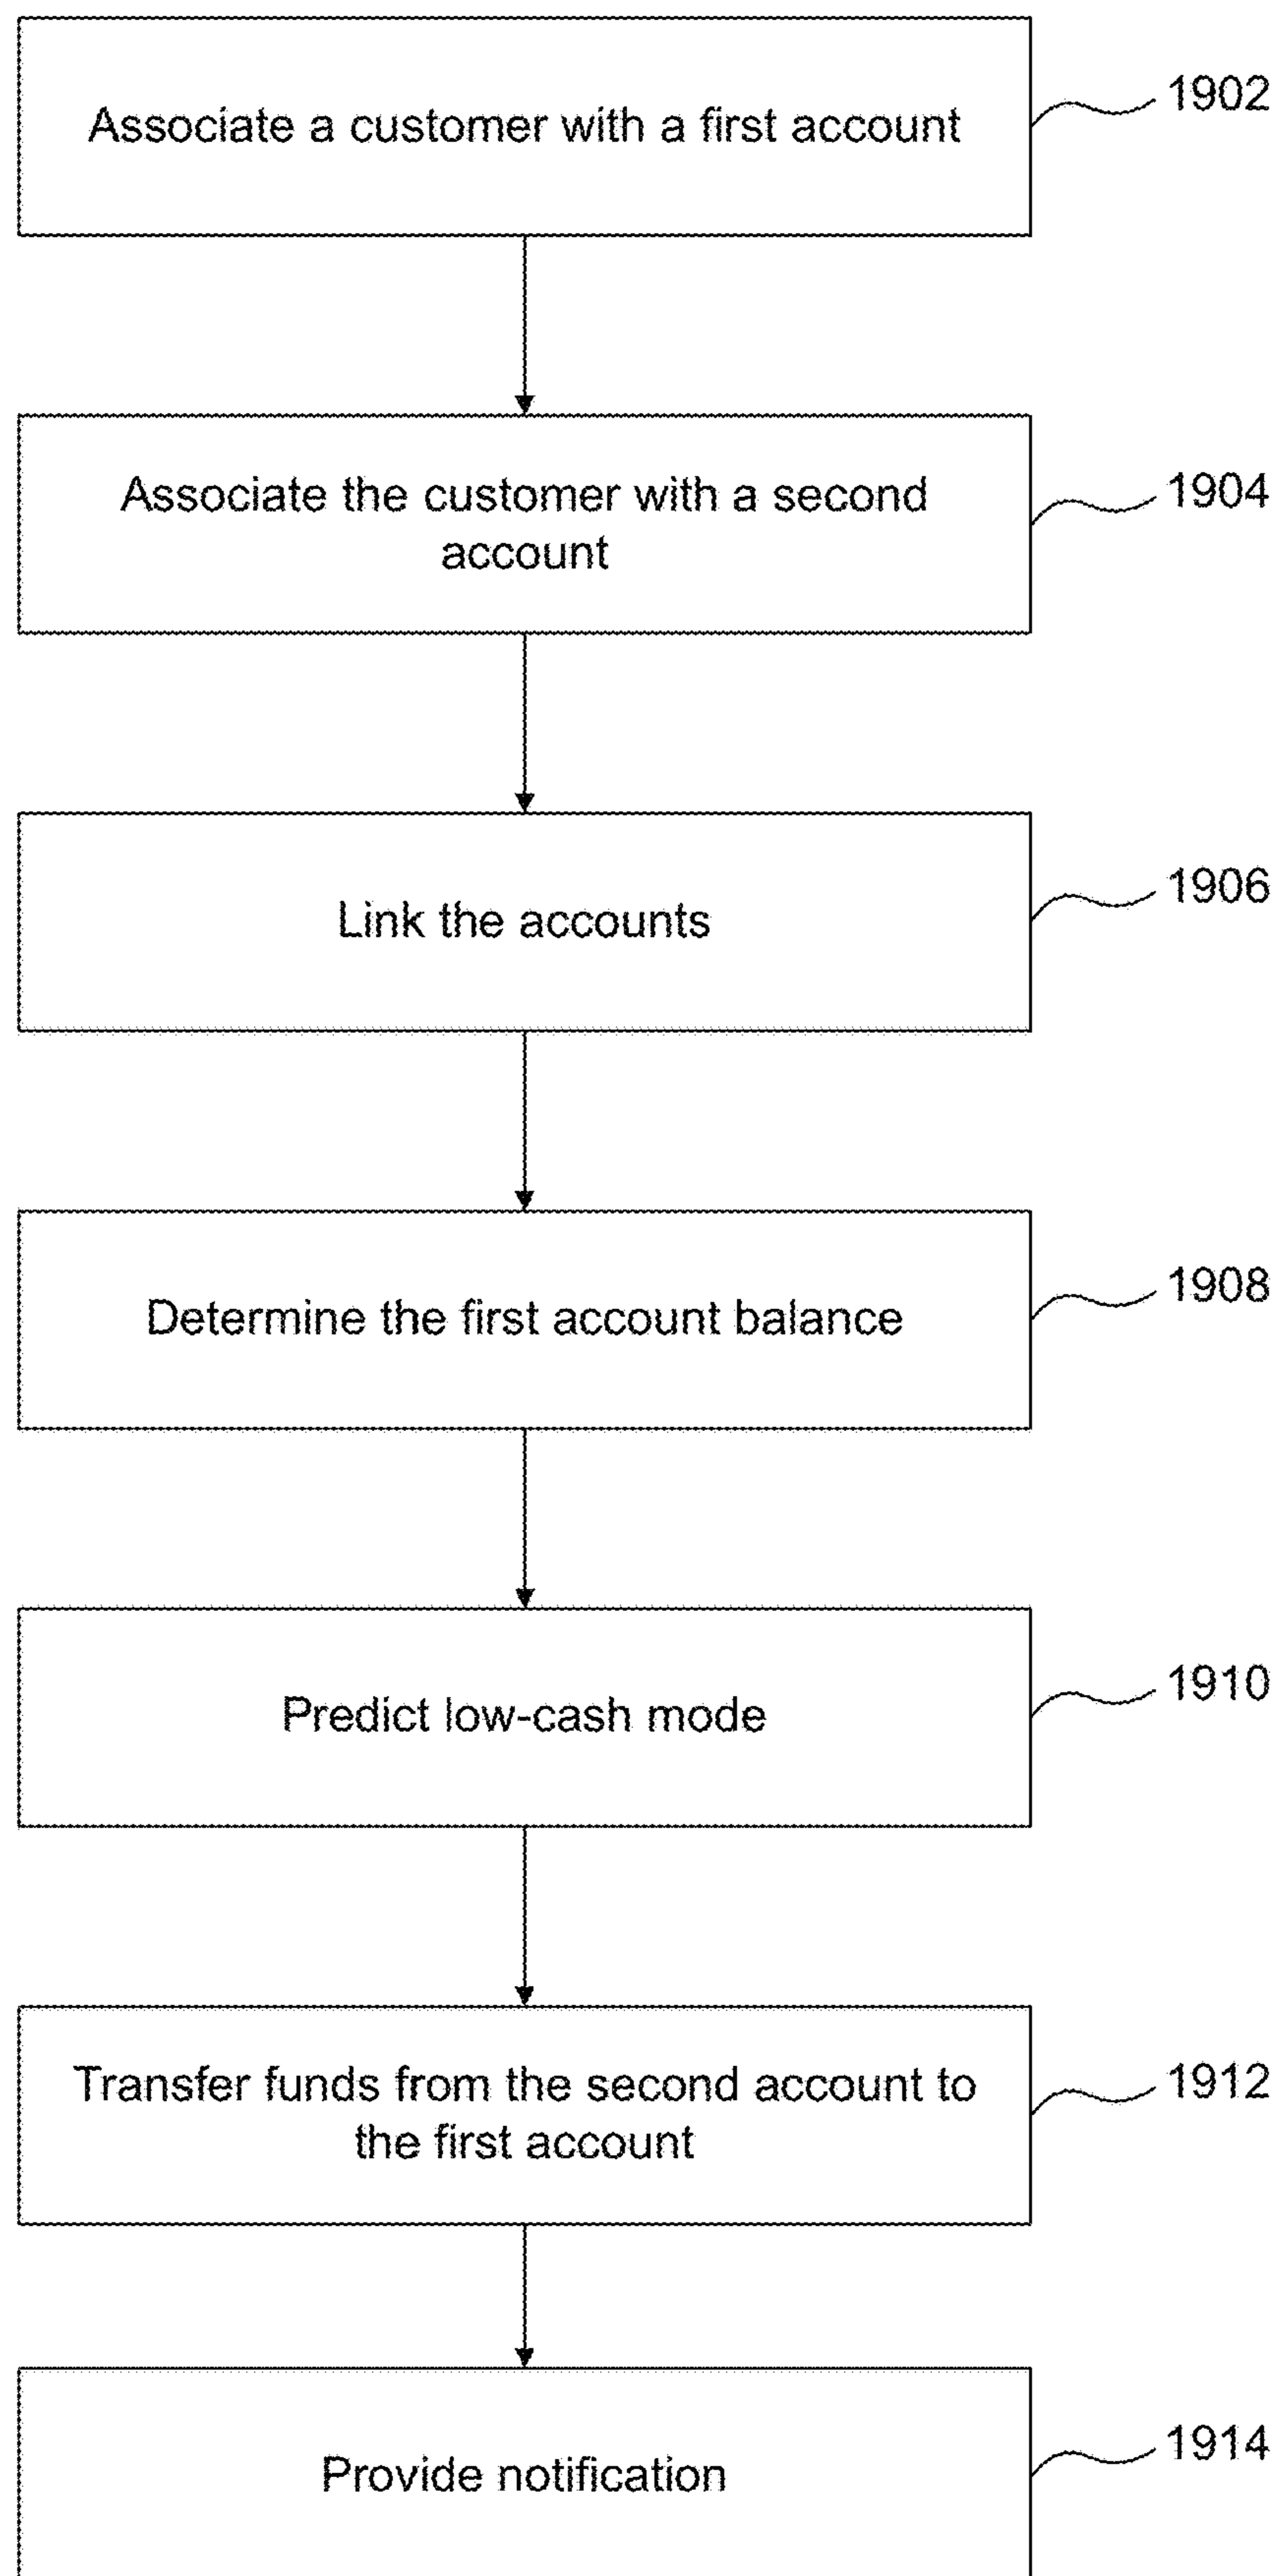 Associate a customer with a first account
1902
Associate the customer with a second
account
1904
Link the accounts
1906
Determine the first account balance
1908
Predict low-cash mode
1910
Transfer funds from the second account to
the first account
1912
Provide notification
1914